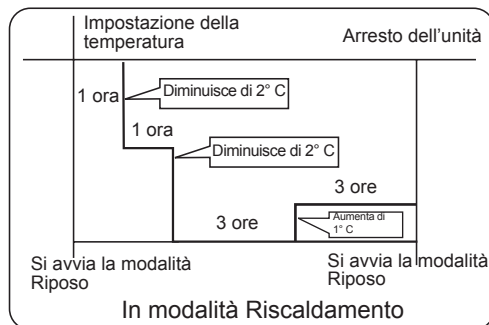 Impostazione della
temperatura
Arresto dell'unità
1 ora
Diminuisce di 2° C
1 ora
Diminuisce di 2° C
3 ore
3 ore
Aumenta di
1° C
Si avvia la modalità
Riposo
Si avvia la modalità
Riposo
In modalità Riscaldamento